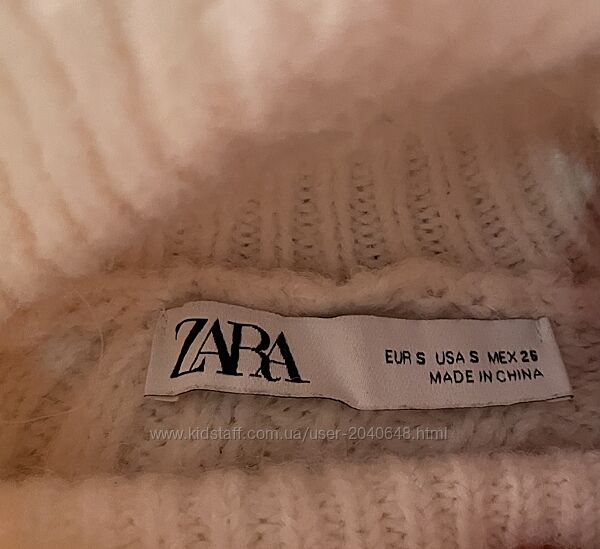 ZARA
EUR S USA S MEX 26
MADE IN CHINA
www.kidstaff.com.ua/user-2040648.html